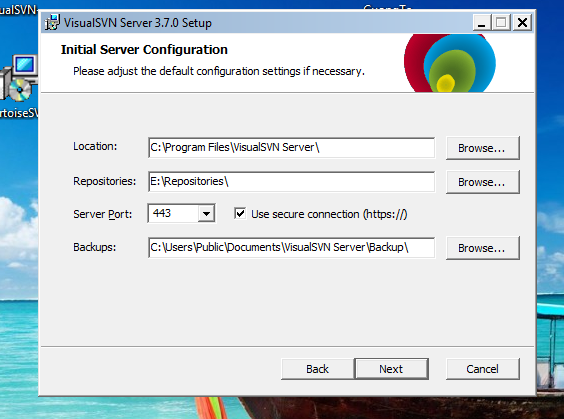 VisualSVN Server 3.7.0 Setup
Initial Server Configuration
Please adjust the default configuration settings if necessary.
Location:
C:\Program Files\VisualSVN Server\
Browse...
Repositories:
E:\Repositories\
Browse...
Server Port:
443
Use secure connection (https://)
Backups:
C:\Users\Public\Documents\VisualSVN Server\Backup\
Browse...
Back
Next
Cancel
ualSVN-
rtoiseSV